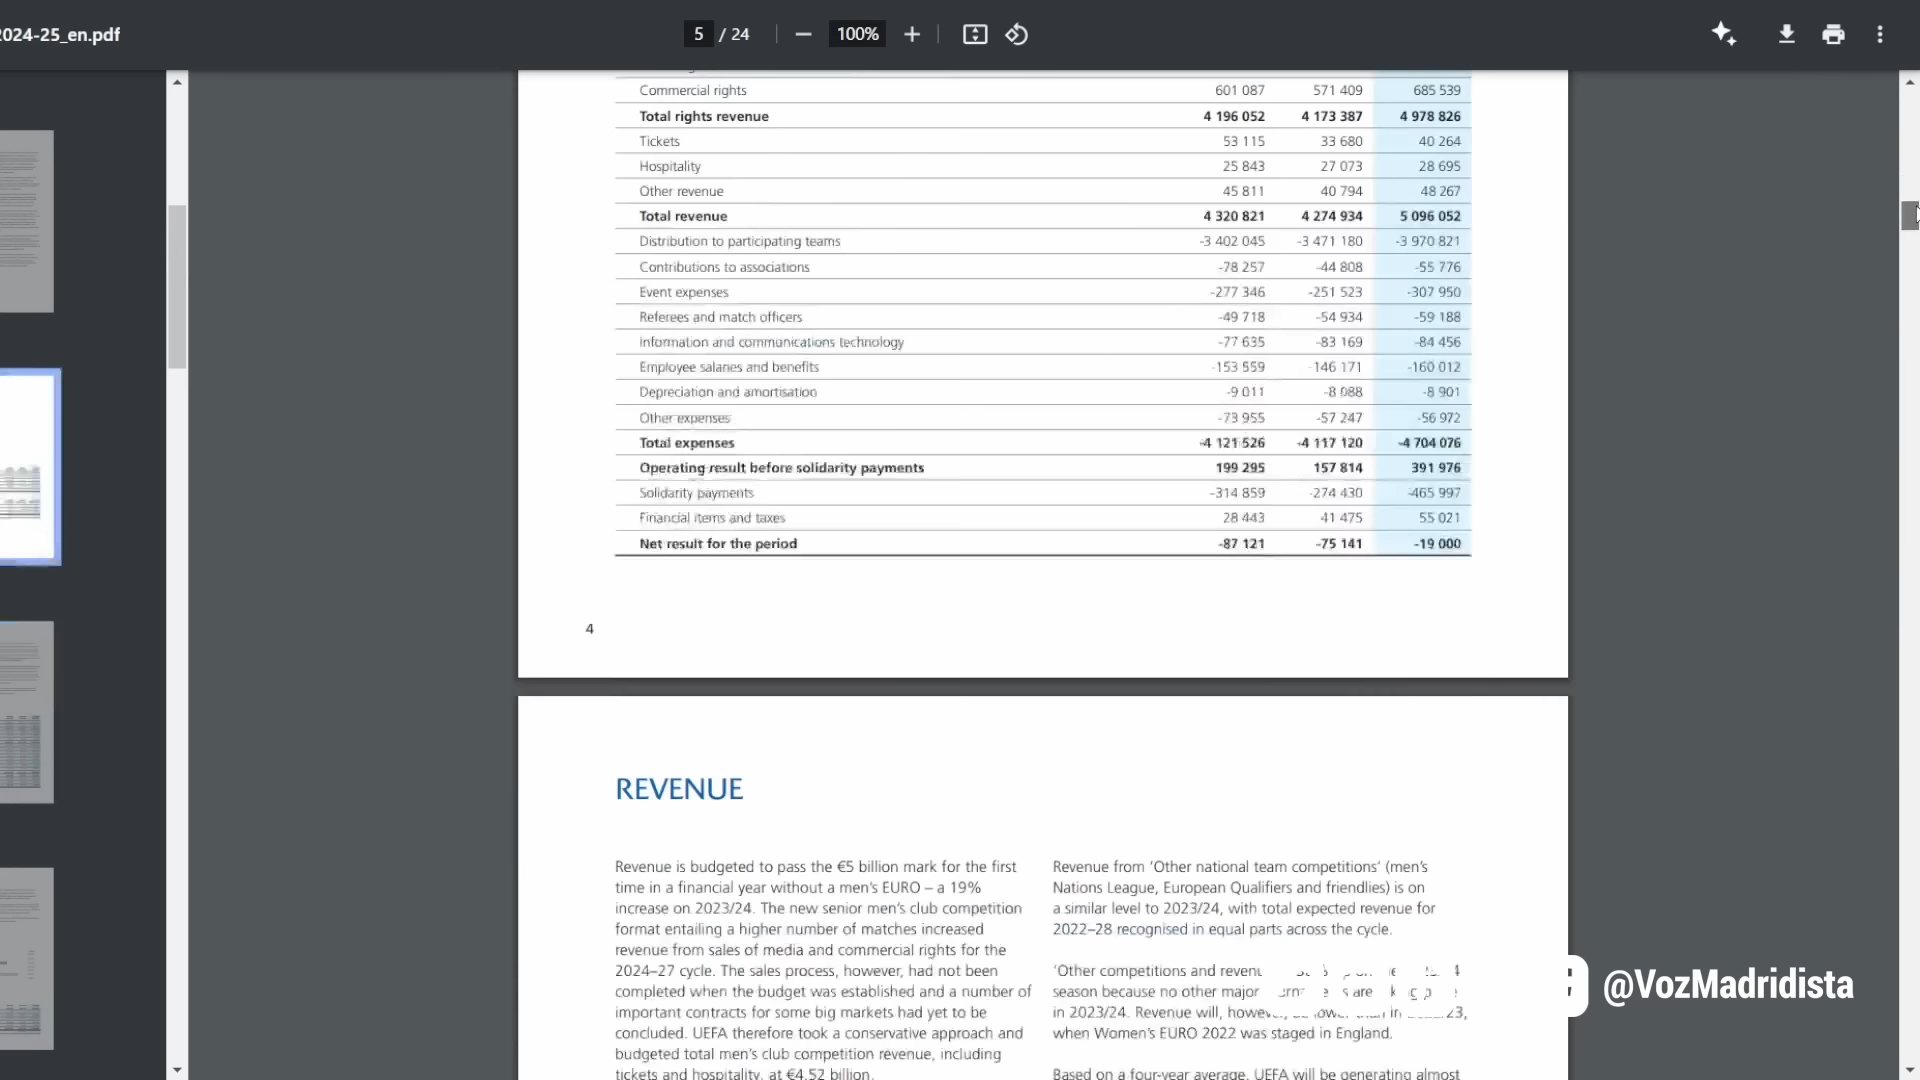 2024-25_en.pdf
5 / 24
100%
Commercial rights 601 087 571 409 685 539
Total rights revenue 4 196 052 4 173 387 4 978 826
Tickets 53 115 33 680 40 264
Hospitality 25 843 27 073 28 695
Other revenue 45 811 40 794 48 267
Total revenue 4 320 821 4 274 934 5 096 052
Distribution to participating teams -3 402 045 -3 471 180 -3 970 821
Contributions to associations -78 257 -44 808 -55 776
Event expenses -277 346 -251 523 -307 950
Referees and match officers -49 718 -54 934 -59 188
Information and communications technology -77 635 -83 169 -84 456
Employee salaries and benefits -153 559 -146 171 -160 012
Depreciation and amortisation -9 011 -8 088 -8 901
Other expenses -73 955 -57 247 -56 972
Total expenses -4 121 526 -4 117 120 -4 704 076
Operating result before solidarity payments 199 295 157 814 391 976
Solidarity payments -314 859 -274 430 -465 997
Financial items and taxes 28 443 41 475 55 021
Net result for the period -87 121 -75 141 -19 000
4
REVENUE
Revenue is budgeted to pass the €5 billion mark for the first
time in a financial year without a men's EURO – a 19%
increase on 2023/24. The new senior men's club competition
format entailing a higher number of matches increased
revenue from sales of media and commercial rights for the
2024–27 cycle. The sales process, however, had not been
completed when the budget was established and a number of
important contracts for some big markets had yet to be
concluded. UEFA therefore took a conservative approach and
budgeted total men's club competition revenue, including
tickets and hospitality, at €4.52 billion.
Revenue from 'Other national team competitions' (men's
Nations League, European Qualifiers and friendlies) is on
a similar level to 2023/24, with total expected revenue for
2022–28 recognised in equal parts across the cycle.
'Other competitions and
season because no other major are
in 2023/24. Revenue will,
when Women's EURO 2022 was staged in England.
Based on a four-year average, UEFA will be generating almost
@VozMadridista